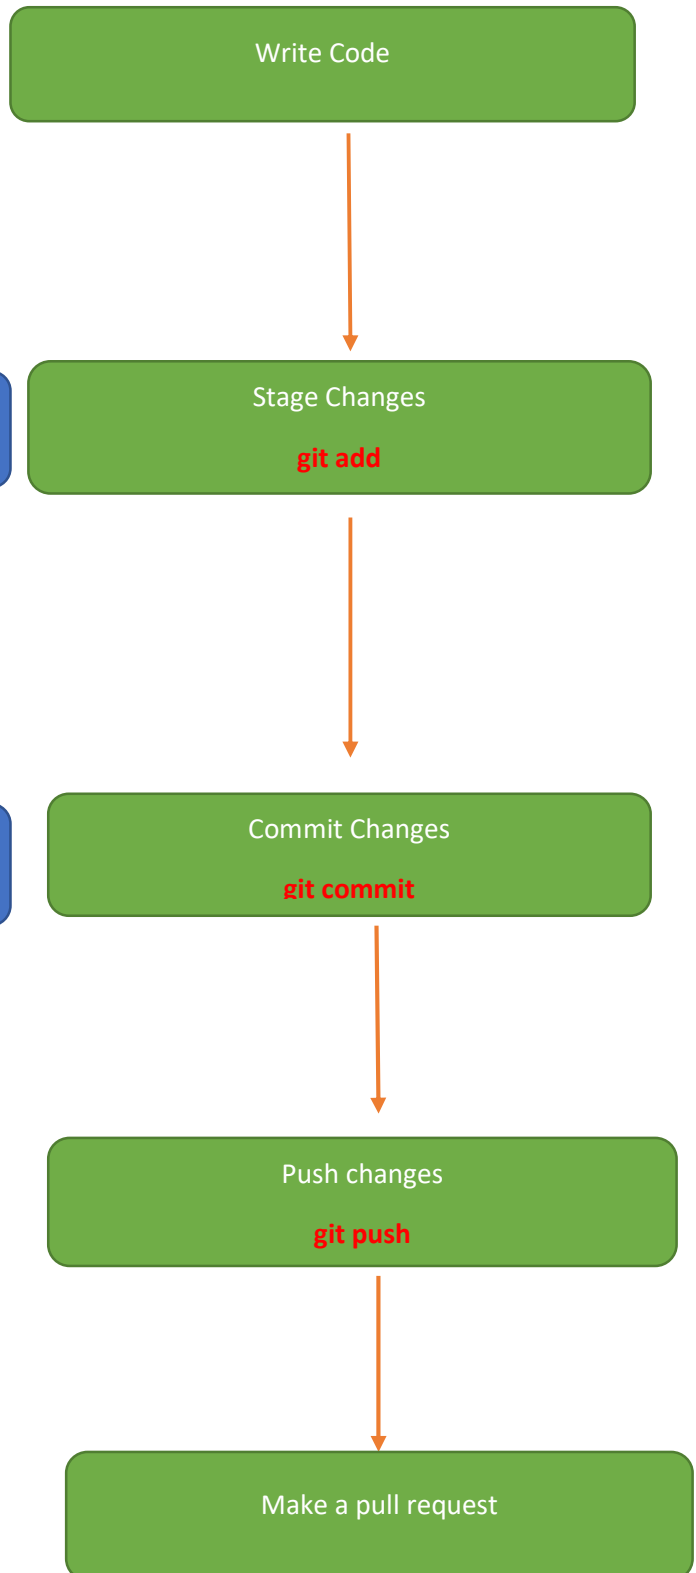 Write Code
Stage Changes
git add
Commit Changes
git commit
Push changes
git push
Make a pull request